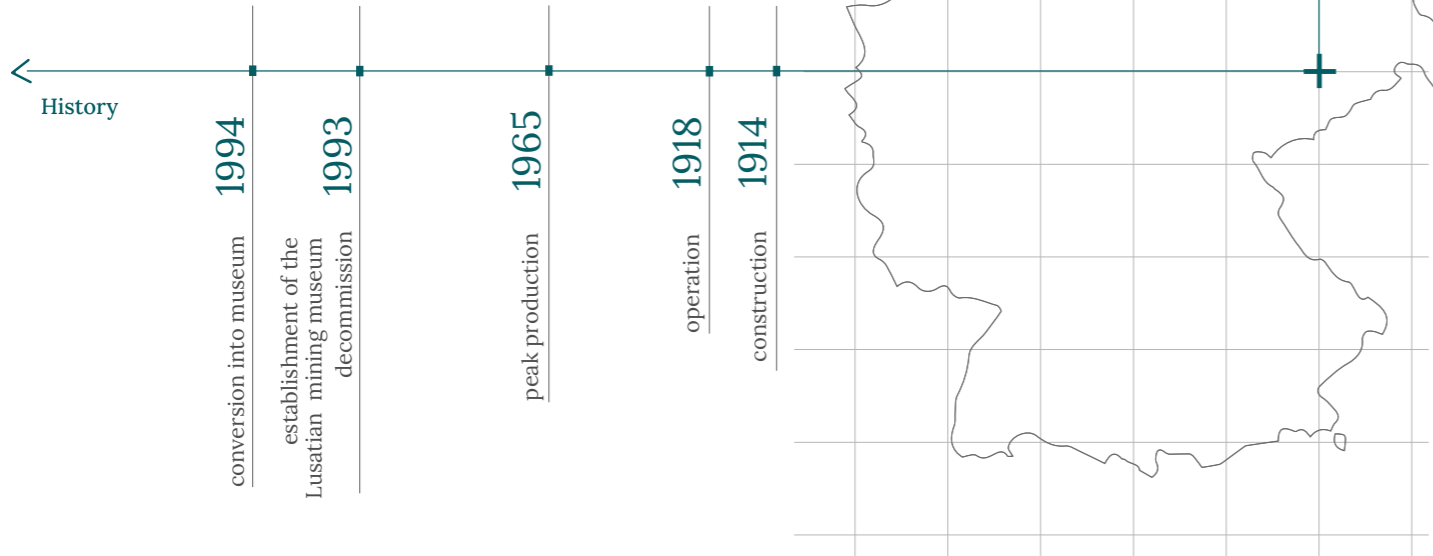 History
1994
conversion into museum
1993
establishment of the
Lusatian mining museum
decommission
1965
peak production
1918
operation
1914
construction